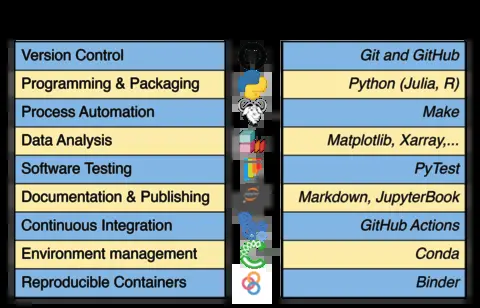 Version Control Git and GitHub
Programming & Packaging Python (Julia, R)
Process Automation Make
Data Analysis Matplotlib, Xarray,...
Software Testing PyTest
Documentation & Publishing Markdown, JupyterBook
Continuous Integration GitHub Actions
Environment management Conda
Reproducible Containers Binder